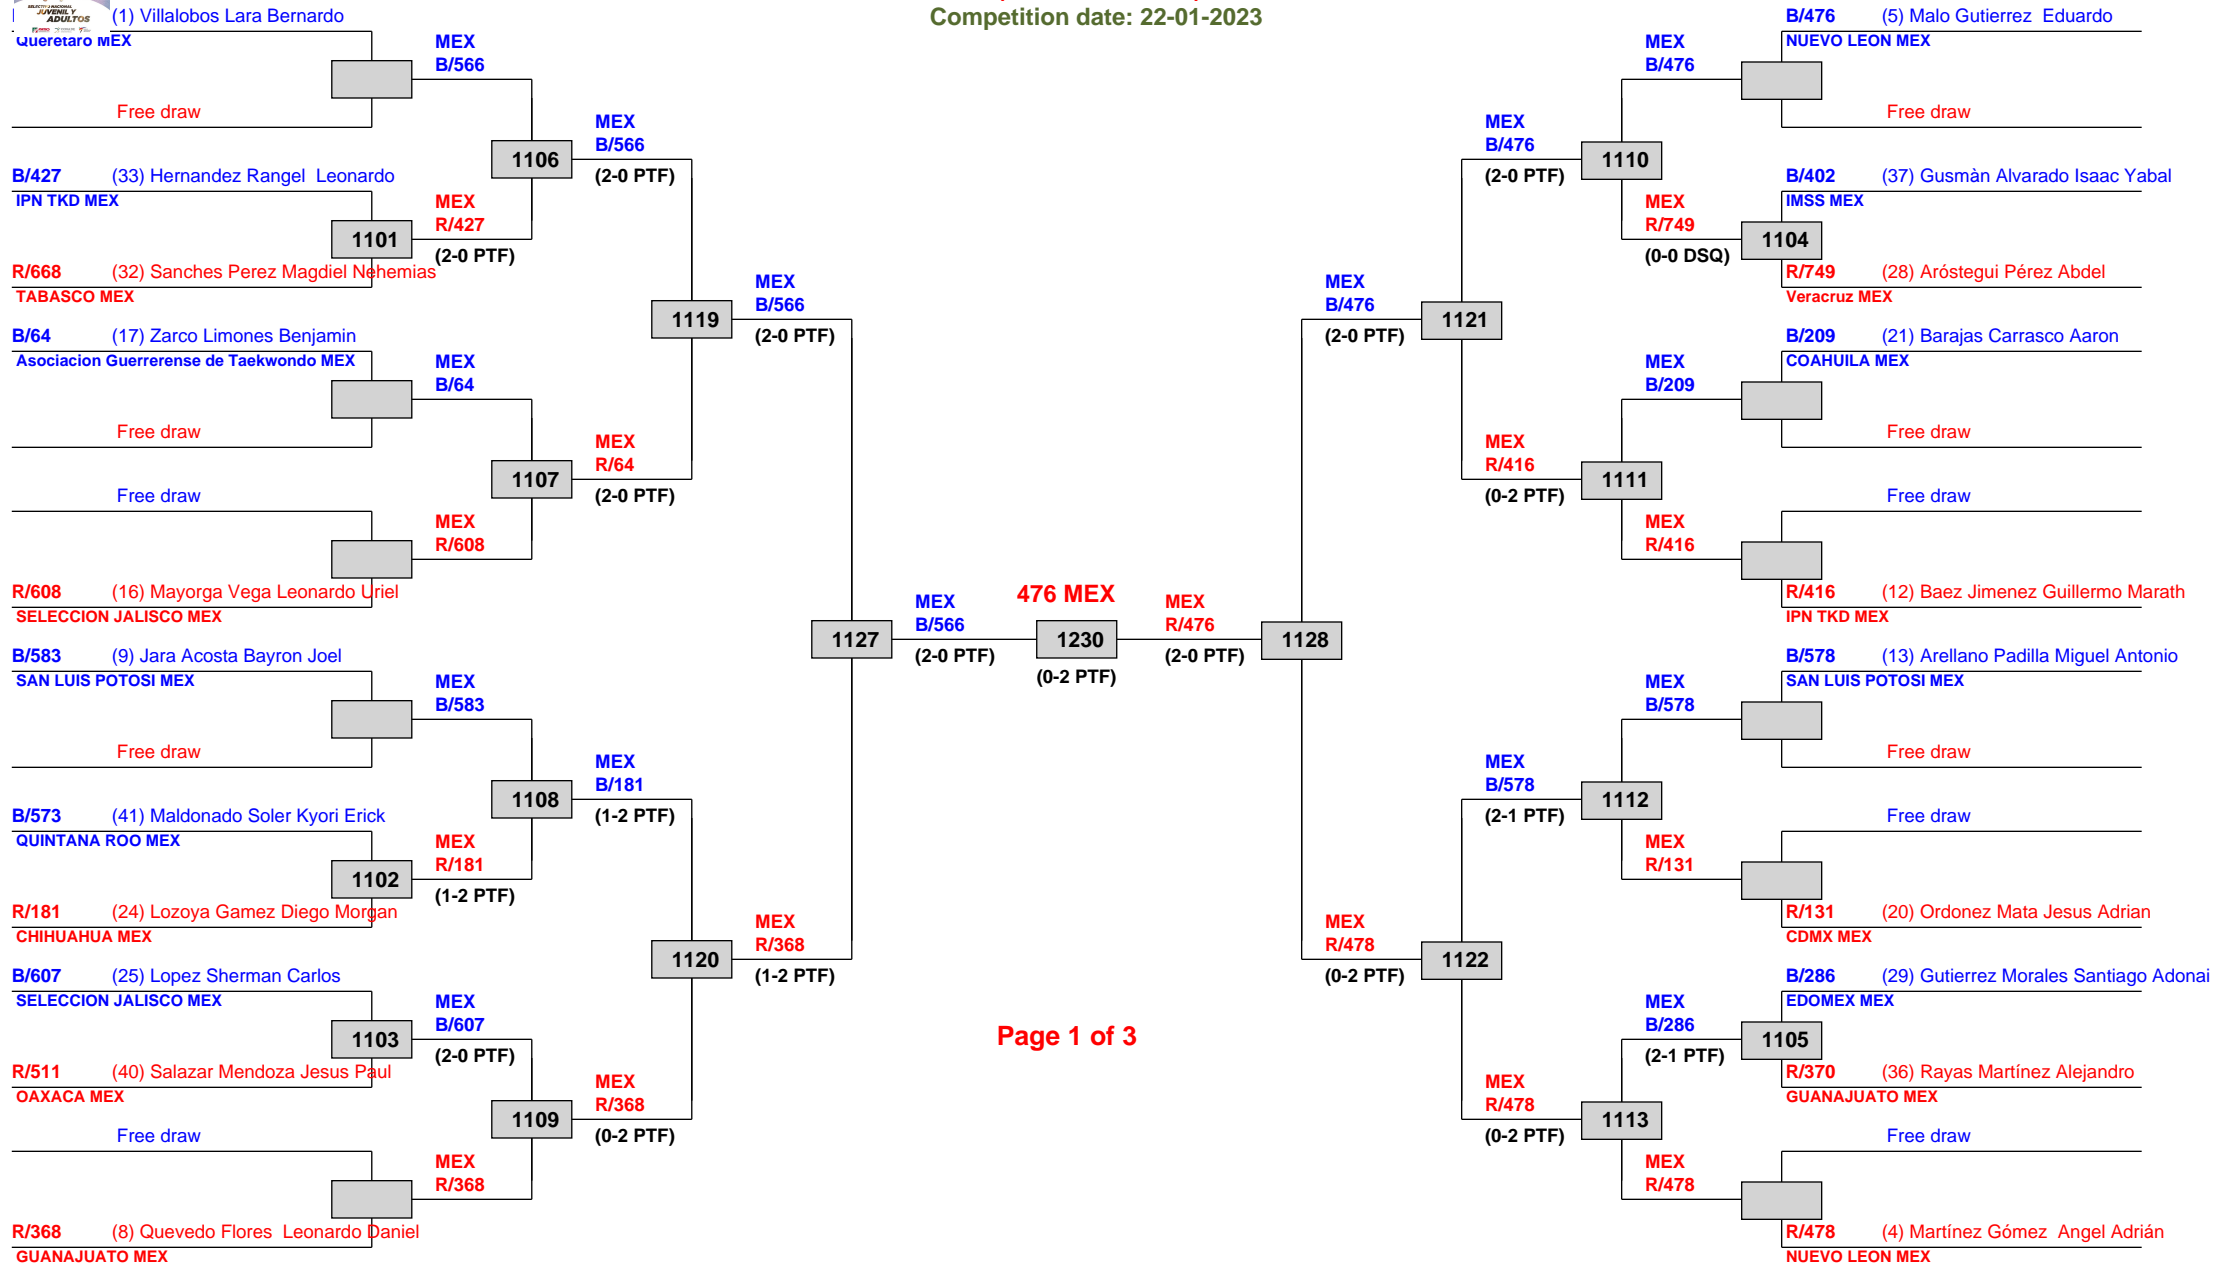 SELECTIVO NACIONAL
JUVENIL Y
ADULTOS
(1) Villalobos Lara Bernardo
Querétaro MEX
MEX
B/566
Free draw
MEX
B/566
1106
(2-0 PTF)
B/427 (33) Hernandez Rangel Leonardo
IPN TKD MEX
MEX
R/427
1101
(2-0 PTF)
R/668 (32) Sanches Perez Magdiel Nehemias
TABASCO MEX
MEX
B/566
1119
(2-0 PTF)
B/64 (17) Zarco Limones Benjamin
Asociacion Guerrerense de Taekwondo MEX
MEX
B/64
Free draw
MEX
R/64
1107
(2-0 PTF)
Free draw
MEX
R/608
R/608 (16) Mayorga Vega Leonardo Uriel
SELECCION JALISCO MEX
1127
MEX
B/566
(2-0 PTF)
B/583 (9) Jara Acosta Bayron Joel
SAN LUIS POTOSI MEX
MEX
B/583
Free draw
MEX
B/181
1108
(1-2 PTF)
B/573 (41) Maldonado Soler Kyori Erick
QUINTANA ROO MEX
MEX
R/181
1102
(1-2 PTF)
R/181 (24) Lozoya Gamez Diego Morgan
CHIHUAHUA MEX
MEX
R/368
1120
(1-2 PTF)
B/607 (25) Lopez Sherman Carlos
SELECCION JALISCO MEX
MEX
B/607
1103
(2-0 PTF)
R/511 (40) Salazar Mendoza Jesus Paul
OAXACA MEX
MEX
R/368
1109
(0-2 PTF)
Free draw
MEX
R/368
R/368 (8) Quevedo Flores Leonardo Daniel
GUANAJUATO MEX
Competition date: 22-01-2023
476 MEX
1230
(0-2 PTF)
Page 1 of 3
MEX
R/476
1128
(2-0 PTF)
B/476 (5) Malo Gutierrez Eduardo
NUEVO LEON MEX
MEX
B/476
Free draw
MEX
B/476
1110
(2-0 PTF)
B/402 (37) Gusmàn Alvarado Isaac Yabal
IMSS MEX
MEX
R/749
1104
(0-0 DSQ)
R/749 (28) Aróstegui Pérez Abdel
Veracruz MEX
MEX
B/476
1121
(2-0 PTF)
B/209 (21) Barajas Carrasco Aaron
COAHUILA MEX
MEX
B/209
Free draw
MEX
R/416
1111
(0-2 PTF)
Free draw
MEX
R/416
R/416 (12) Baez Jimenez Guillermo Marath
IPN TKD MEX
B/578 (13) Arellano Padilla Miguel Antonio
SAN LUIS POTOSI MEX
MEX
B/578
Free draw
MEX
B/578
1112
(2-1 PTF)
Free draw
MEX
R/131
R/131 (20) Ordonez Mata Jesus Adrian
CDMX MEX
MEX
R/478
1122
(0-2 PTF)
B/286 (29) Gutierrez Morales Santiago Adonai
EDOMEX MEX
MEX
B/286
1105
(2-1 PTF)
R/370 (36) Rayas Martínez Alejandro
GUANAJUATO MEX
MEX
R/478
1113
(0-2 PTF)
Free draw
MEX
R/478
R/478 (4) Martínez Gómez Angel Adrián
NUEVO LEON MEX